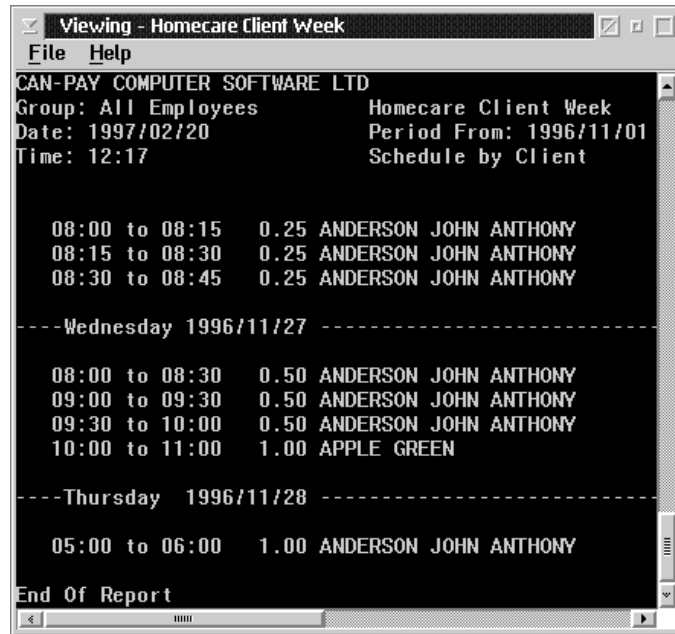 Viewing - Homecare Client Week
File Help
CAN-PAY COMPUTER SOFTWARE LTD
Group: All Employees Homecare Client Week
Date: 1997/02/20 Period From: 1996/11/01
Time: 12:17 Schedule by Client
08:00 to 08:15 0.25 ANDERSON JOHN ANTHONY
08:15 to 08:30 0.25 ANDERSON JOHN ANTHONY
08:30 to 08:45 0.25 ANDERSON JOHN ANTHONY
----Wednesday 1996/11/27 ----------------------------
08:00 to 08:30 0.50 ANDERSON JOHN ANTHONY
09:00 to 09:30 0.50 ANDERSON JOHN ANTHONY
09:30 to 10:00 0.50 ANDERSON JOHN ANTHONY
10:00 to 11:00 1.00 APPLE GREEN
----Thursday 1996/11/28 ----------------------------
05:00 to 06:00 1.00 ANDERSON JOHN ANTHONY
End Of Report